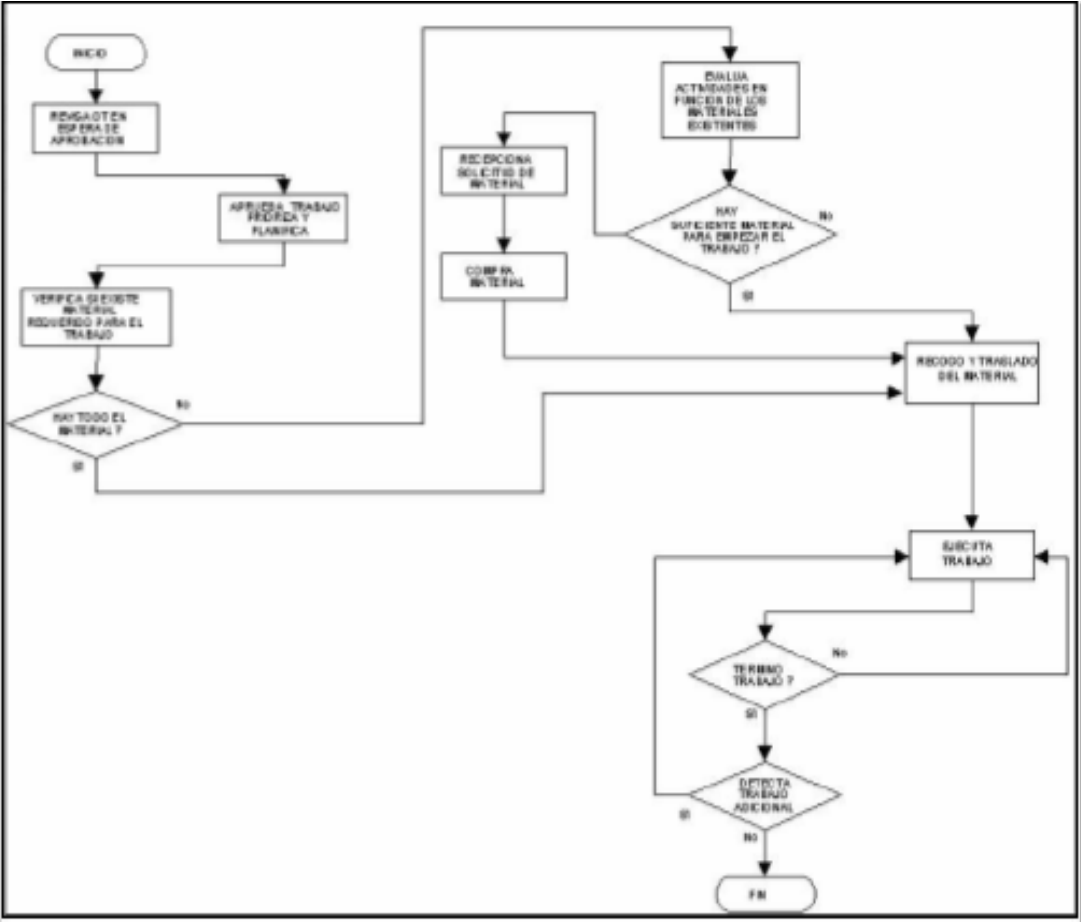 INICIO
REVISA OT EN
ESPERA DE
APROBACION
APRUEBA TRABAJO
PRIORIZA Y
PLANIFICA
VERIFICA SI EXISTE
MATERIAL
REQUERIDO PARA EL
TRABAJO
HAY TODO EL
MATERIAL ?
No
SI
EVALUA
ACTIVIDADES EN
FUNCION DE LOS
MATERIALES
EXISTENTES
HAY
SUFICIENTE MATERIAL
PARA EMPEZAR EL
TRABAJO ?
No
SI
RECEPCIONA
SOLICITUD DE
MATERIAL
COMPRA
MATERIAL
RECOGO Y TRASLADO
DEL MATERIAL
EJECUTA
TRABAJO
TERMINO
TRABAJO ?
No
SI
DETECTA
TRABAJO
ADICIONAL
SI
No
FIN